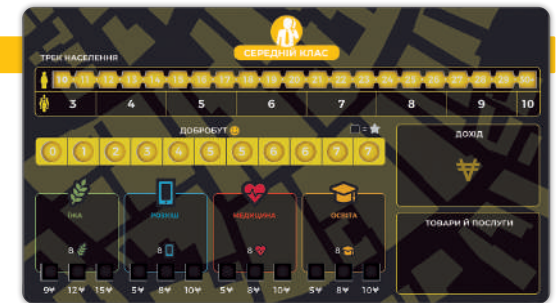 СЕРЕДНІЙ КЛАС
ТРЕК НАСЕЛЕННЯ
10 11 12 13 14 15 16 17 18 19 20 21 22 23 24 25 26 27 28 29 30+
3 4 5 6 7 8 9 10
ДОБРОБУТ
=
0 1 2 3 4 5 5 6 6 7 7
ДОХІД
₩
ЇЖА РОЗКІШ МЕДИЦИНА ОСВІТА
ТОВАРИ Й ПОСЛУГИ
8 8 8 8
9₩ 12₩ 15₩ 5₩ 8₩ 10₩ 5₩ 8₩ 10₩ 5₩ 8₩ 10₩